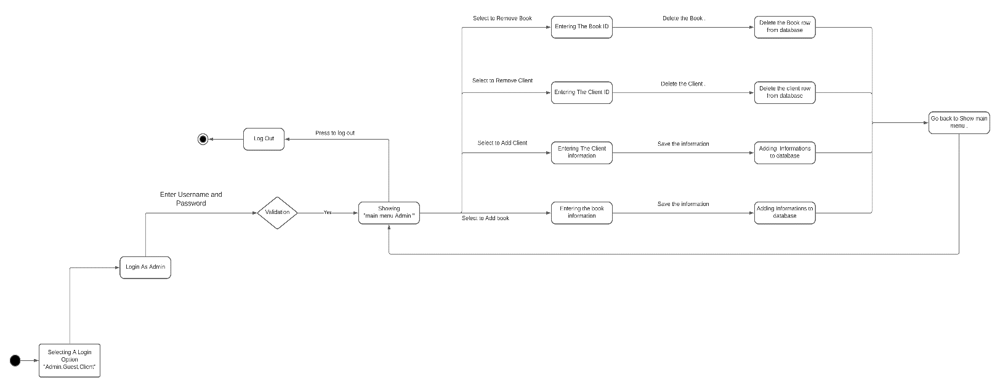 Select to Remove Book
Entering The Book ID
Delete the Book .
Delete the Book row
from database
Select to Remove Client
Entering The Client ID
Delete the Client .
Delete the client row
from database
Go back to Show main
menu .
Log Out
Press to log out
Select to Add Client
Entering The Client
information
Save the information
Adding Informations
to database
Enter Username and
Password
Validation
Yes
Showing
"main menu Admin "
Select to Add book
Entering the book
information
Save the information
Adding Informations to
database
Login As Admin
Selecting A Login
Option
"Admin,Guest,Client"